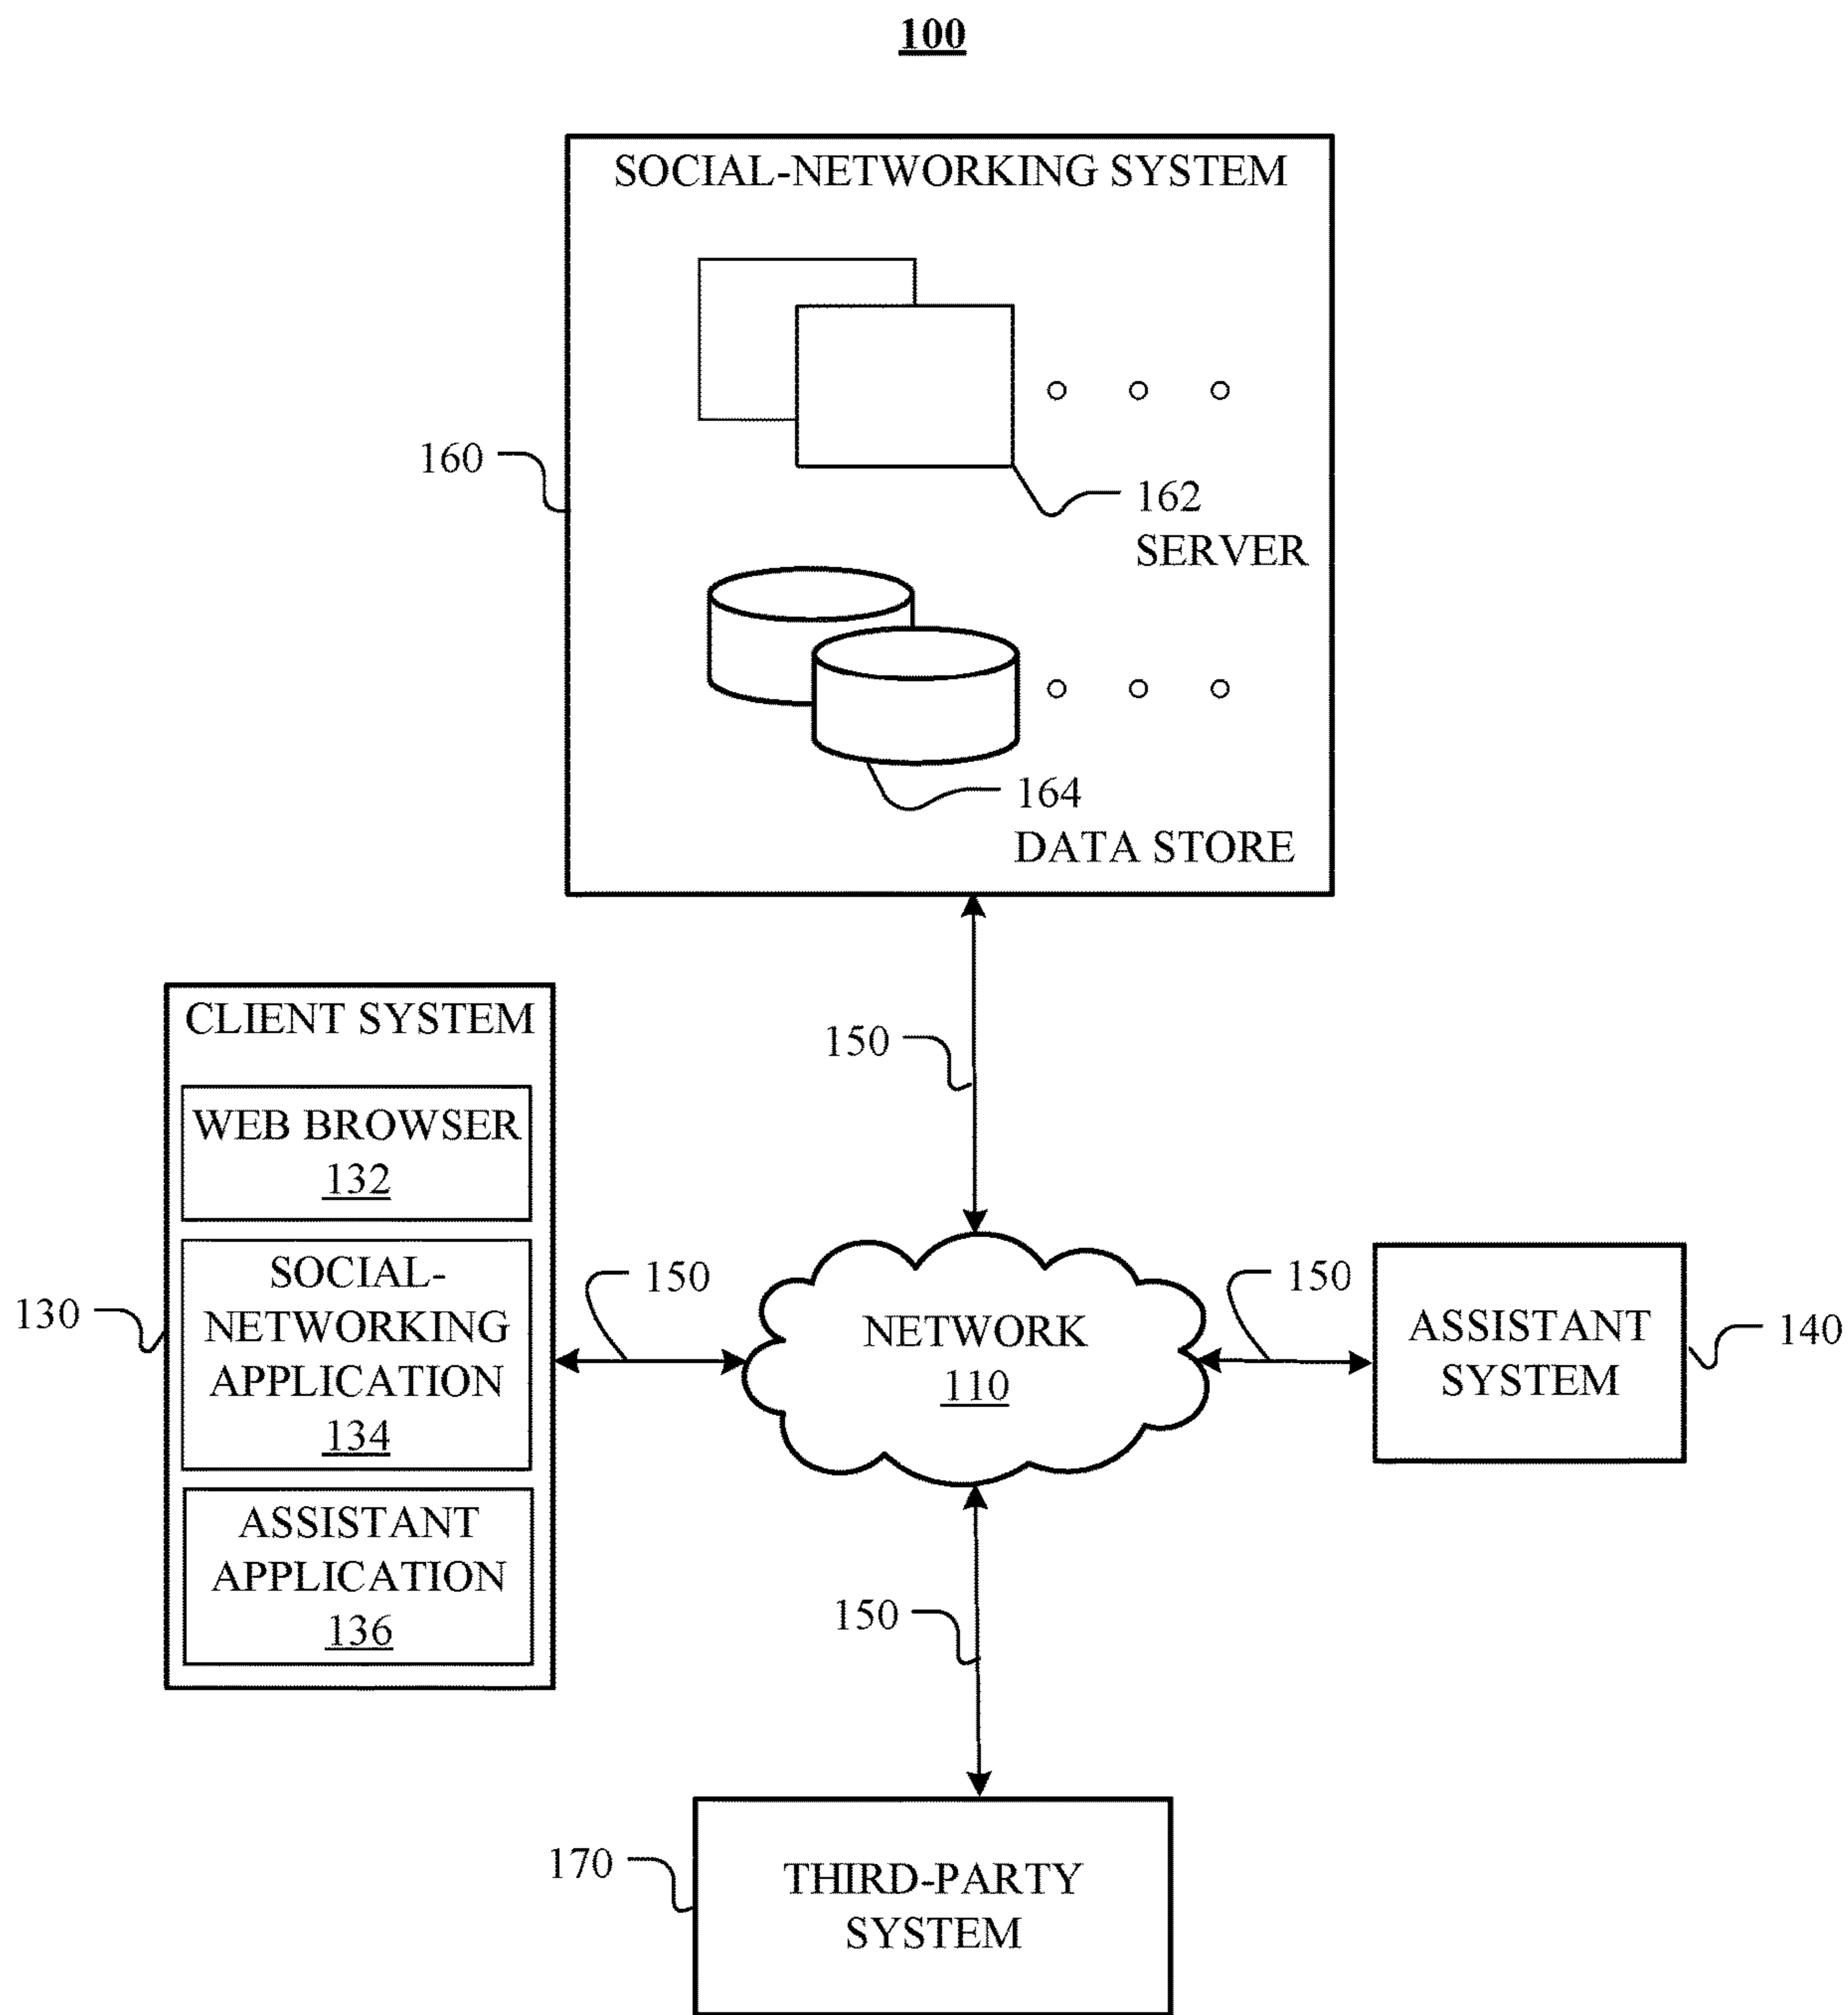 100
SOCIAL-NETWORKING SYSTEM
160
162
SERVER
164
DATA STORE
CLIENT SYSTEM
WEB BROWSER
132
SOCIAL-
NETWORKING
APPLICATION
134
ASSISTANT
APPLICATION
136
130
150
150
NETWORK
110
150
ASSISTANT
SYSTEM
140
150
170
THIRD-PARTY
SYSTEM